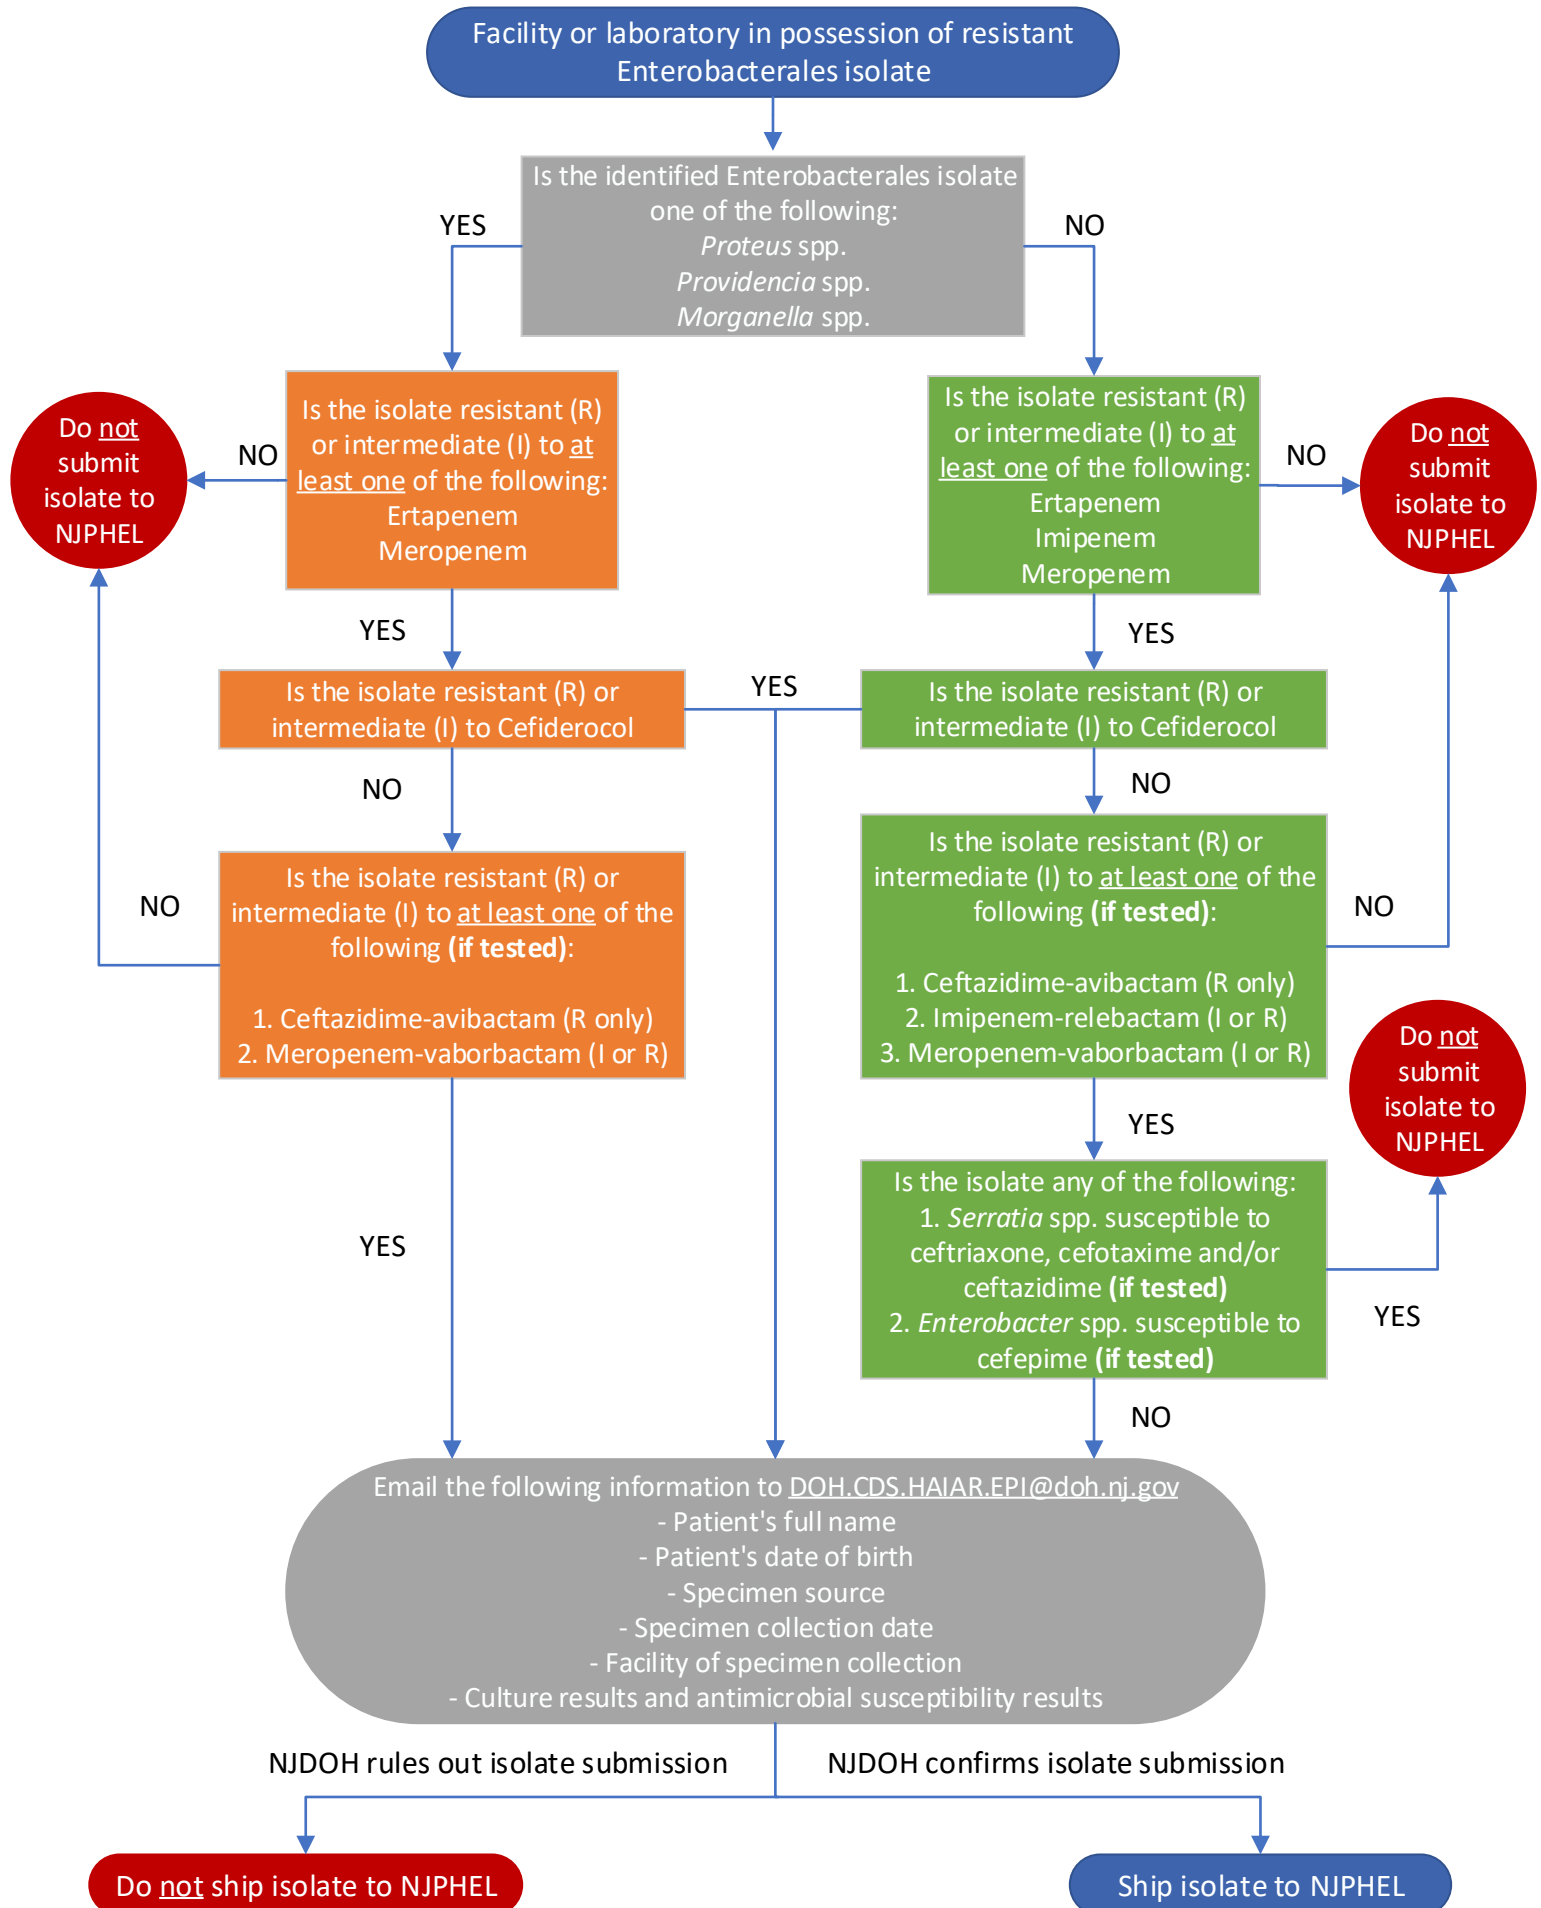 Facility or laboratory in possession of resistant
Enterobacterales isolate
Is the identified Enterobacterales isolate
one of the following:
Proteus spp.
Providencia spp.
Morganella spp.
YES
NO
Is the isolate resistant (R)
or intermediate (I) to at
least one of the following:
Ertapenem
Meropenem
NO
Do not
submit
isolate to
NJPHEL
Is the isolate resistant (R)
or intermediate (I) to at
least one of the following:
Ertapenem
Imipenem
Meropenem
NO
Do not
submit
isolate to
NJPHEL
YES
YES
Is the isolate resistant (R) or
intermediate (I) to Cefiderocol
YES
Is the isolate resistant (R) or
intermediate (I) to Cefiderocol
NO
NO
Is the isolate resistant (R) or
intermediate (I) to at least one of the
following (if tested):
1. Ceftazidime-avibactam (R only)
2. Meropenem-vaborbactam (I or R)
NO
Is the isolate resistant (R) or
intermediate (I) to at least one of the
following (if tested):
1. Ceftazidime-avibactam (R only)
2. Imipenem-relebactam (I or R)
3. Meropenem-vaborbactam (I or R)
NO
YES
YES
Is the isolate any of the following:
1. Serratia spp. susceptible to
ceftriaxone, cefotaxime and/or
ceftazidime (if tested)
2. Enterobacter spp. susceptible to
cefepime (if tested)
YES
Do not
submit
isolate to
NJPHEL
NO
Email the following information to DOH.CDS.HAIAR.EPI@doh.nj.gov
- Patient's full name
- Patient's date of birth
- Specimen source
- Specimen collection date
- Facility of specimen collection
- Culture results and antimicrobial susceptibility results
NJDOH rules out isolate submission
NJDOH confirms isolate submission
Do not ship isolate to NJPHEL
Ship isolate to NJPHEL